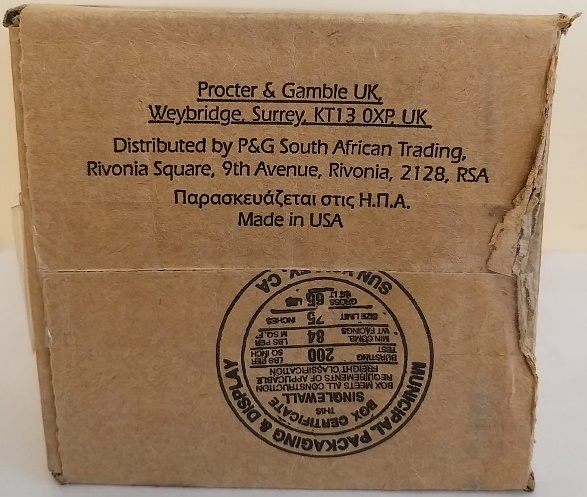 Procter & Gamble UK,
Weybridge, Surrey, KT13 0XP, UK
Distributed by P&G South African Trading,
Rivonia Square, 9th Avenue, Rivonia, 2128, RSA
Παρασκευάζεται στις Η.Π.Α.
Made in USA
MUNICIPAL PACKAGING & DISPLAY
BOX CERTIFICATE
THIS
SINGLEWALL
BOX MEETS ALL CONSTRUCTION
REQUIREMENTS OF APPLICABLE
FREIGHT CLASSIFICATION
BURSTING TEST 200 LBS PER SQ INCH
MIN COMB. WT FACINGS 84 LBS PER M SQ. FT
SIZE LIMIT 75 INCHES
GROSS WT LT 65 LBS
SUN VALLEY, CA